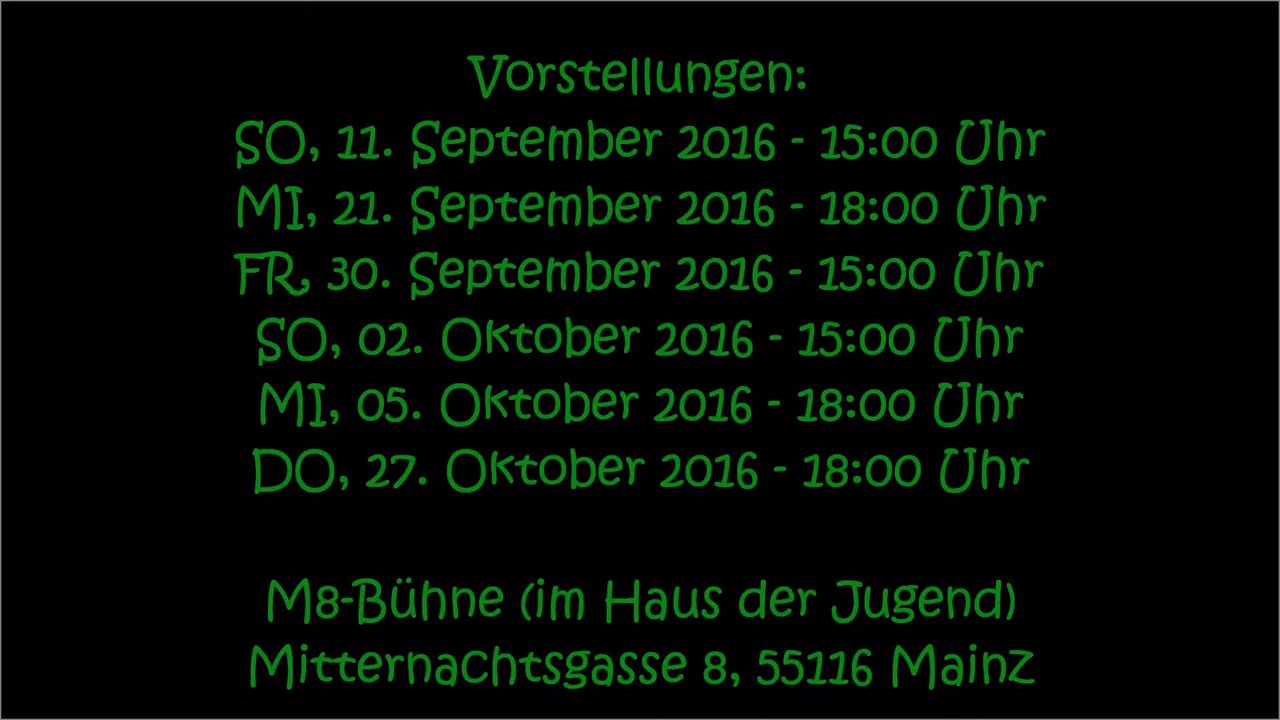 Vorstellungen:
SO, 11. September 2016 - 15:00 Uhr
MI, 21. September 2016 - 18:00 Uhr
FR, 30. September 2016 - 15:00 Uhr
SO, 02. Oktober 2016 - 15:00 Uhr
MI, 05. Oktober 2016 - 18:00 Uhr
DO, 27. Oktober 2016 - 18:00 Uhr
M8-Bühne (im Haus der Jugend)
Mitternachtsgasse 8, 55116 Mainz